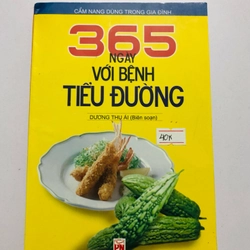 CẨM NANG DÙNG TRONG GIA ĐÌNH
365
NGÀY
VỚI BỆNH
TIỂU ĐƯỜNG
DƯƠNG THU ÁI (Biên soạn)
40K